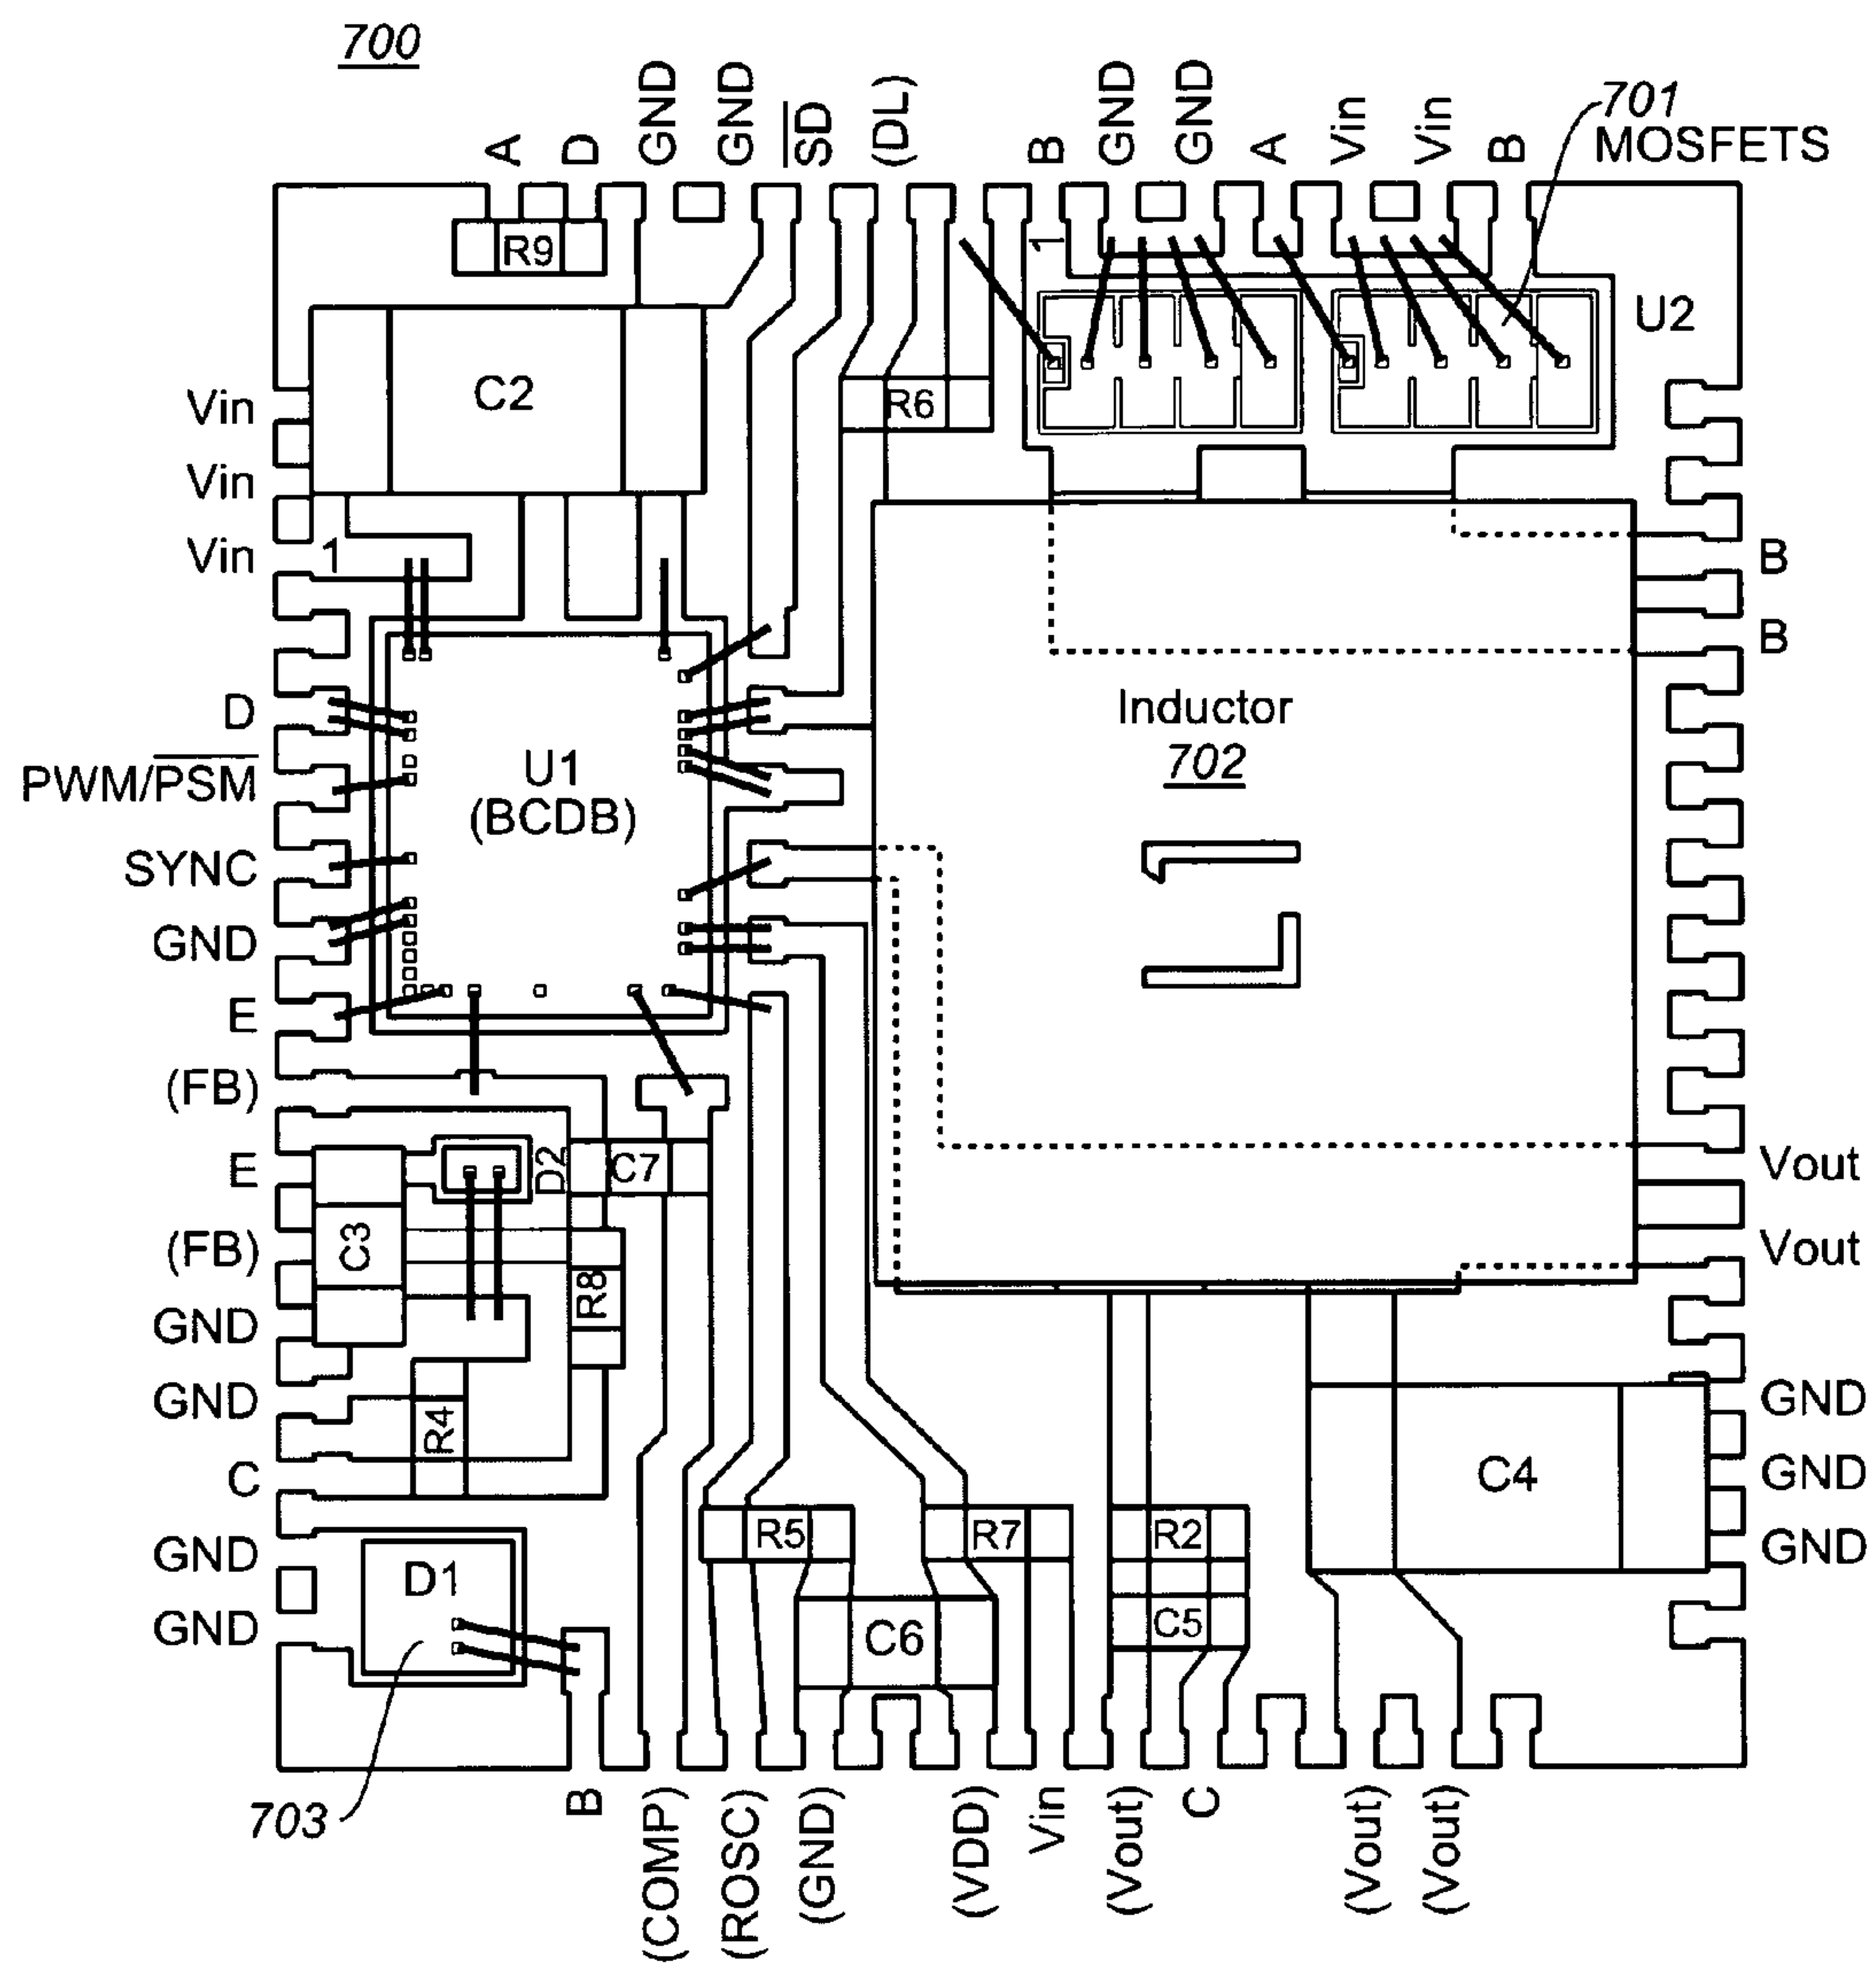 700
A
D
GND
GND
SD
(DL)
B
GND
GND
A
Vin
Vin
B
701
MOSFETS
R9
1
U2
C2
R6
Vin
Vin
Vin
1
B
B
D
PWM/PSM
SYNC
GND
E
(FB)
E
(FB)
GND
GND
C
GND
GND
U1
(BCDB)
Inductor
702
L1
D2
C7
C3
R8
R4
Vout
Vout
GND
GND
GND
C4
R5
R7
R2
C5
C6
D1
703
B
(COMP)
(ROSC)
(GND)
(VDD)
Vin
(Vout)
C
(Vout)
(Vout)